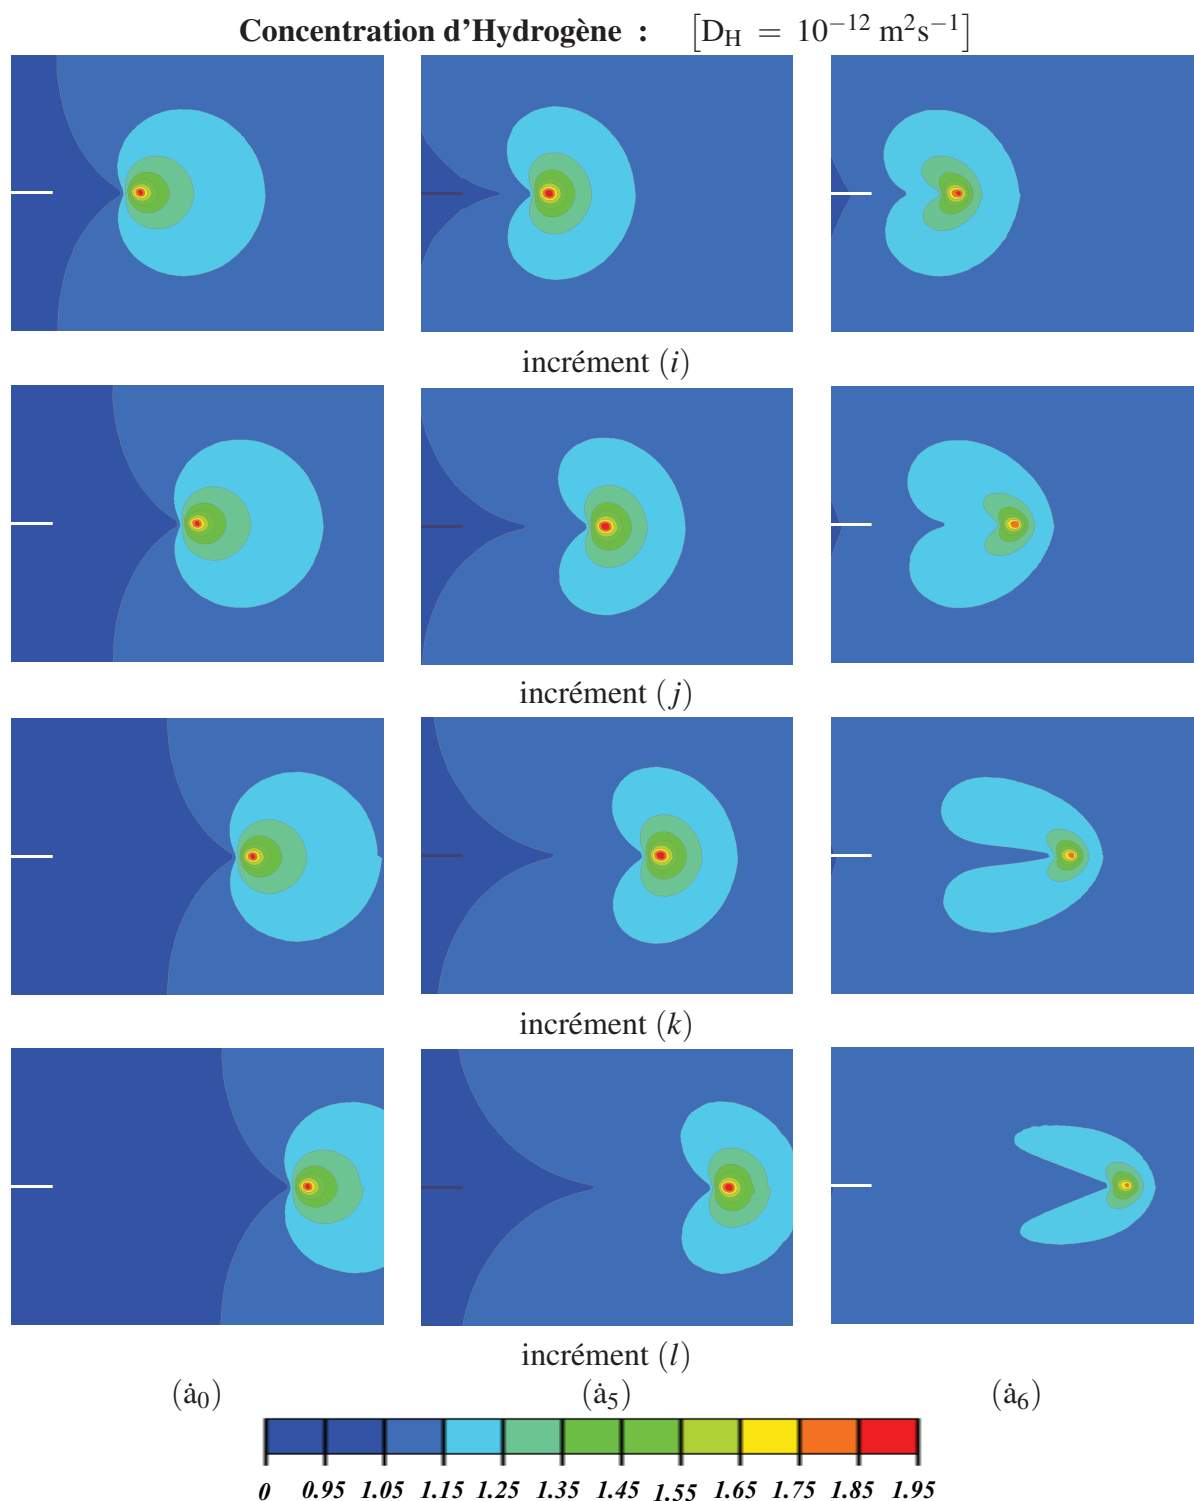 Concentration d'Hydrogène : [D_H = 10⁻¹² m²s⁻¹]
incrément (i)
incrément (j)
incrément (k)
incrément (l)
(ȧ₀) (ȧ₅) (ȧ₆)
0 0.95 1.05 1.15 1.25 1.35 1.45 1.55 1.65 1.75 1.85 1.95